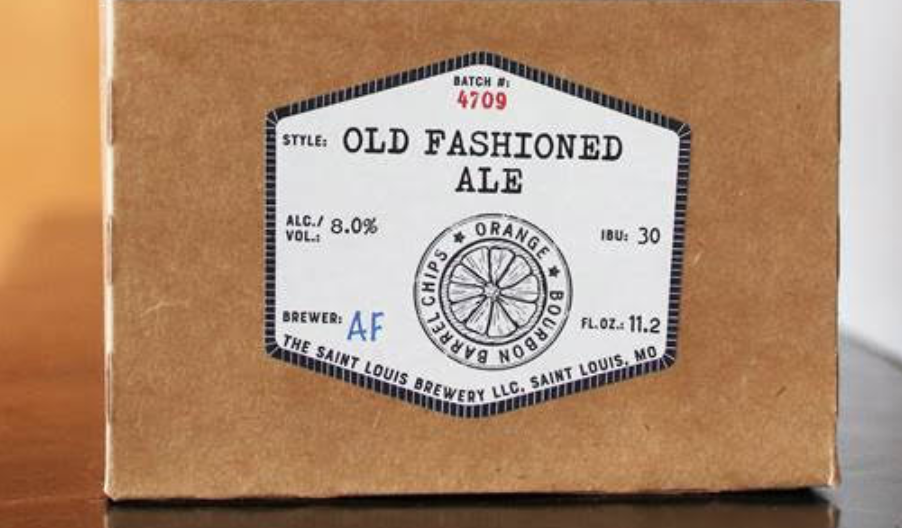 BATCH #:
4709
STYLE: OLD FASHIONED
ALE
ALC./
VOL.: 8.0%
IBU: 30
★ ORANGE ★ BOURBON BARREL CHIPS
BREWER: AF
FL.OZ.: 11.2
THE SAINT LOUIS BREWERY LLC, SAINT LOUIS, MO